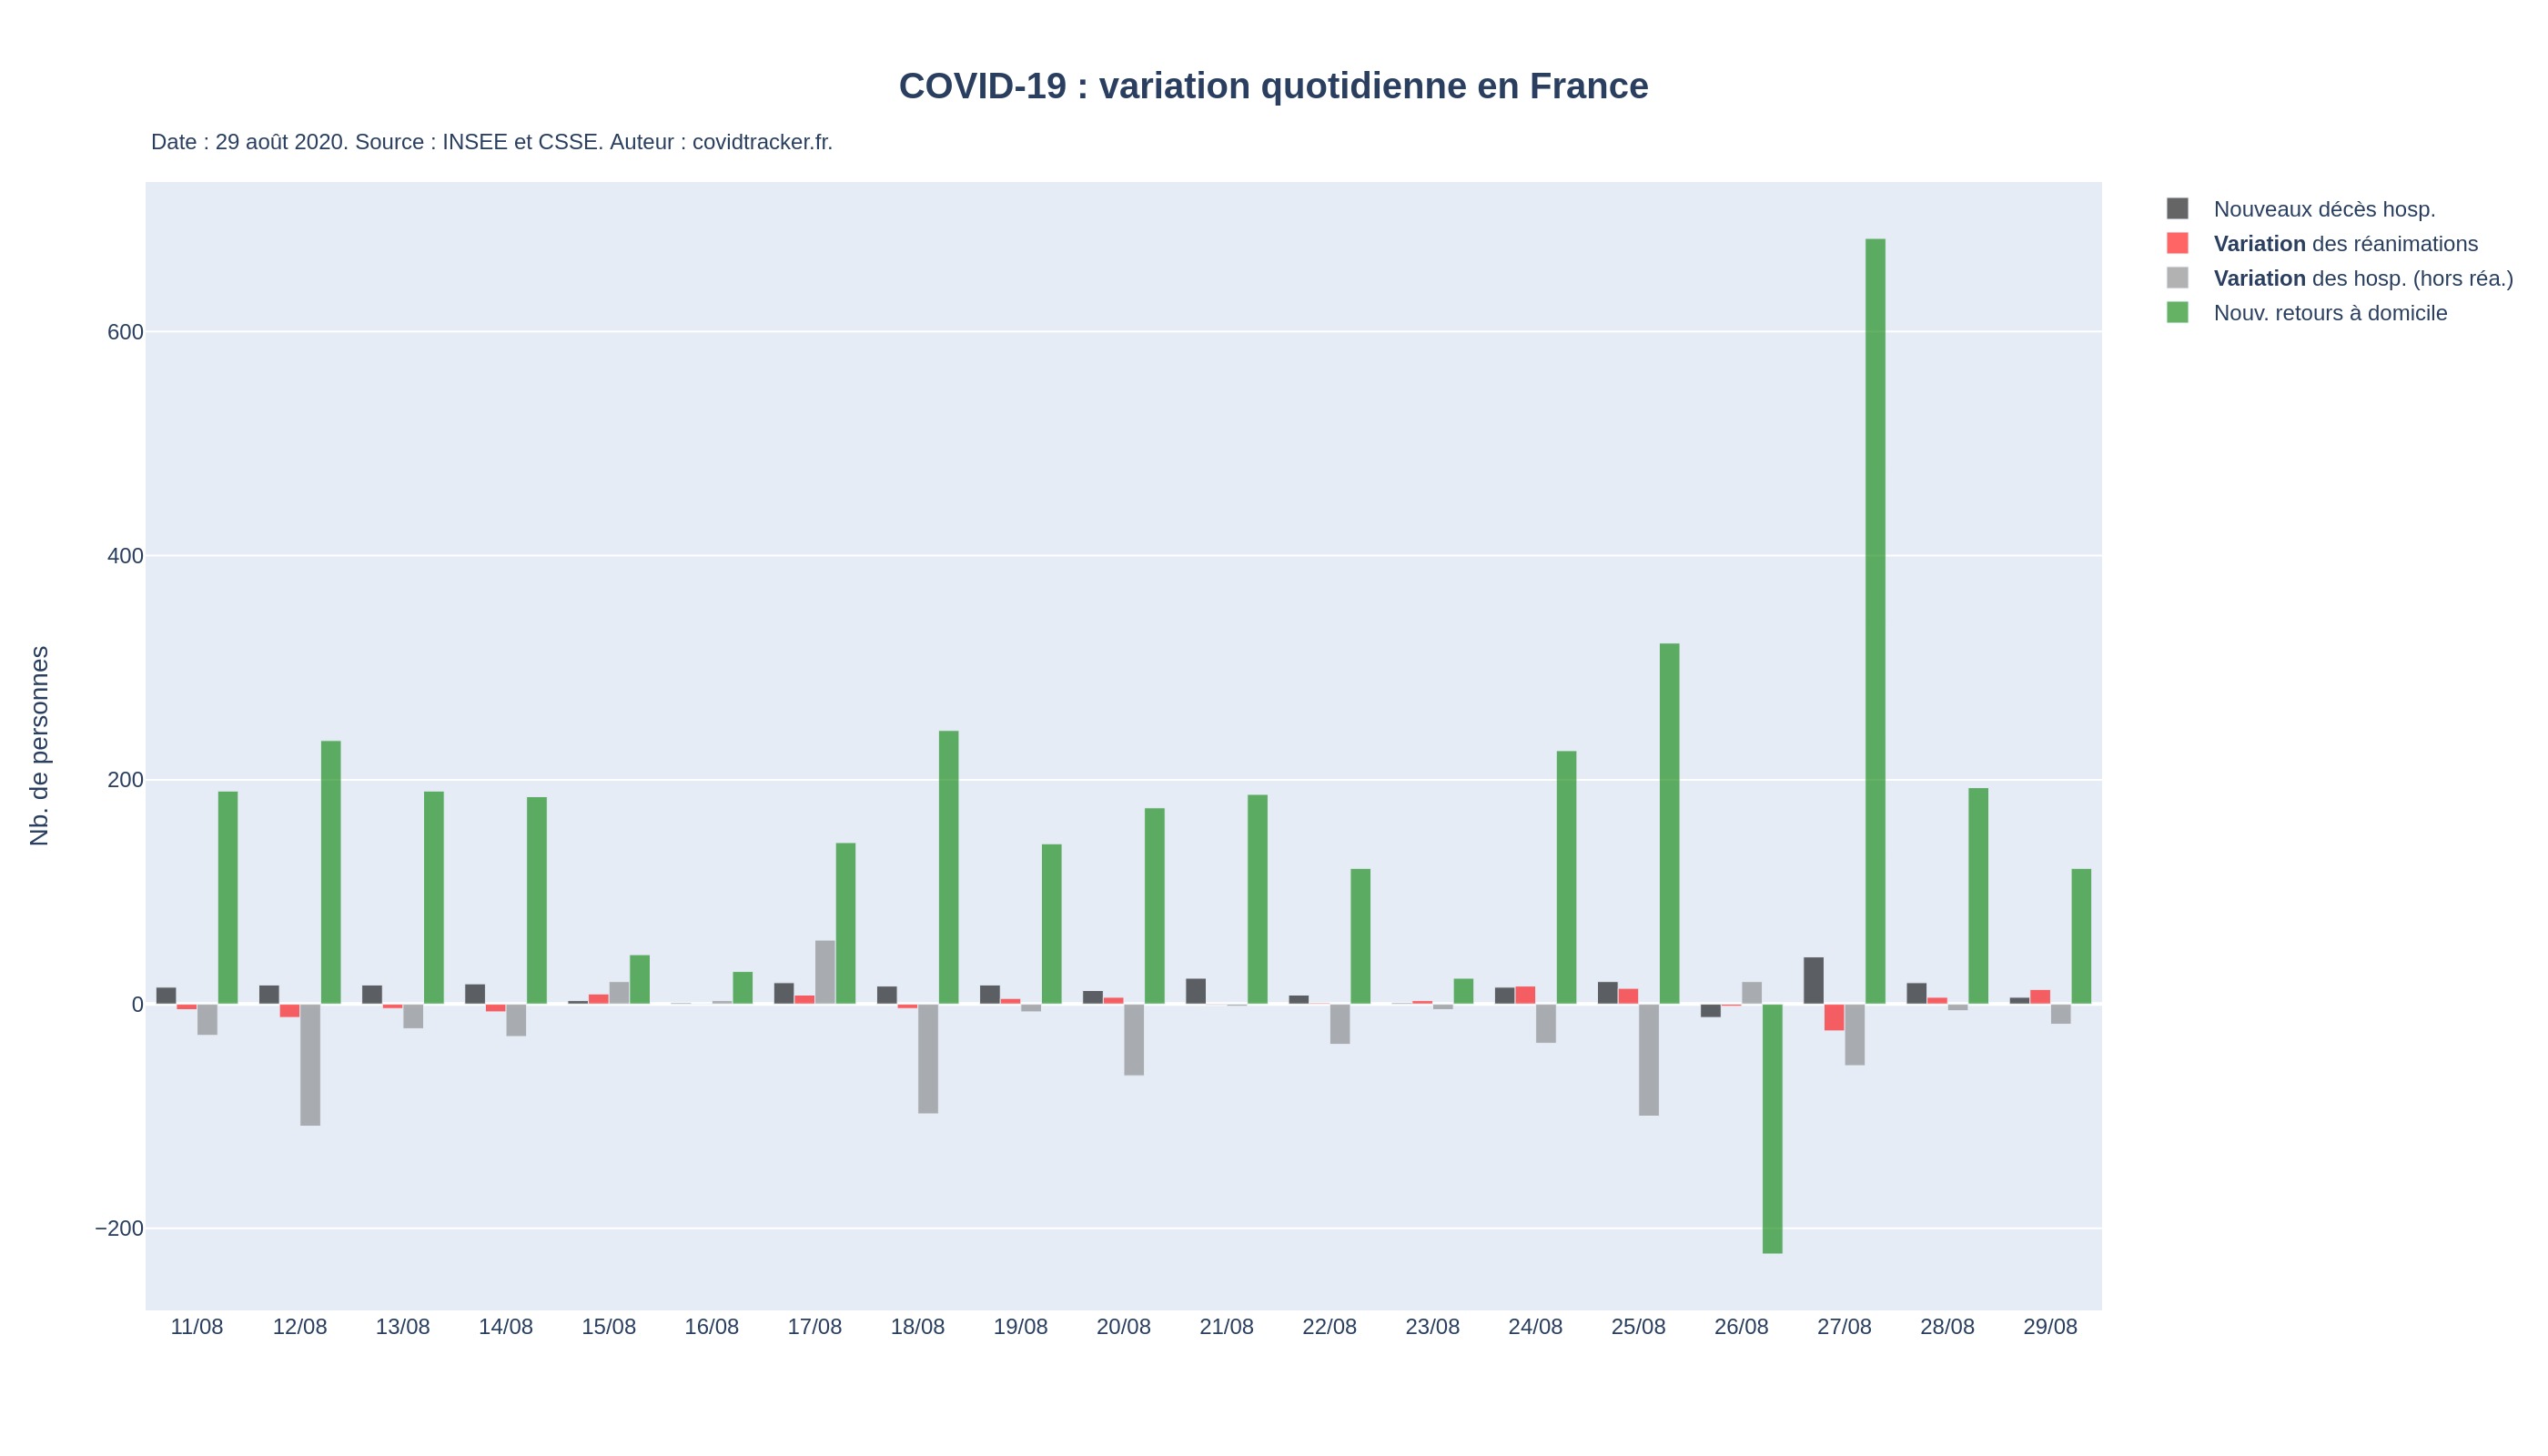 COVID-19 : variation quotidienne en France
Date : 29 août 2020. Source : INSEE et CSSE. Auteur : covidtracker.fr.
Nouveaux décès hosp.
Variation des réanimations
Variation des hosp. (hors réa.)
Nouv. retours à domicile
Nb. de personnes
600
400
200
0
−200
11/08 12/08 13/08 14/08 15/08 16/08 17/08 18/08 19/08 20/08 21/08 22/08 23/08 24/08 25/08 26/08 27/08 28/08 29/08